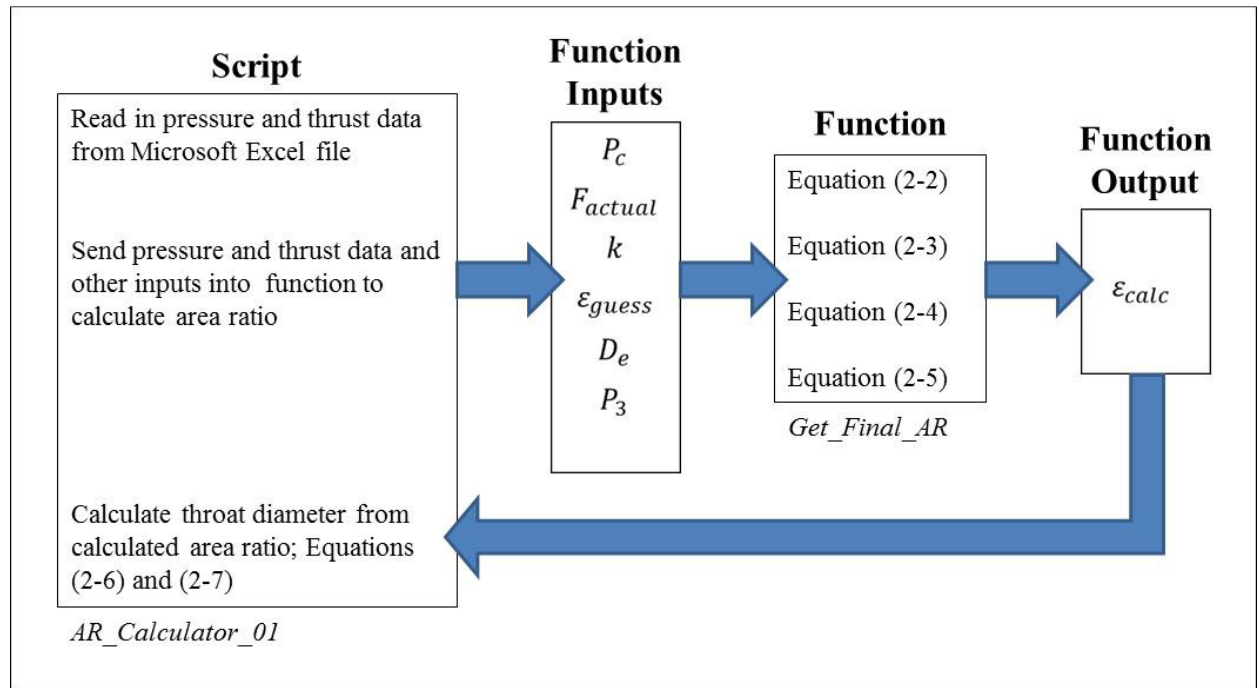 Script
Read in pressure and thrust data
from Microsoft Excel file
Send pressure and thrust data and
other inputs into function to
calculate area ratio
Calculate throat diameter from
calculated area ratio; Equations
(2-6) and (2-7)
AR_Calculator_01
Function
Inputs
P_c
F_actual
k
ε_guess
D_e
P_3
Function
Equation (2-2)
Equation (2-3)
Equation (2-4)
Equation (2-5)
Get_Final_AR
Function
Output
ε_calc